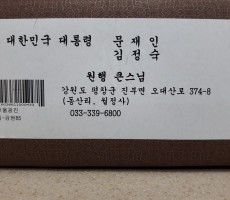 대한민국 대통령 문 재 인
김 정 숙
원행 큰스님
강원도 평창군 진부면 오대산로 374-8
(동산리, 월정사)
033-339-6800